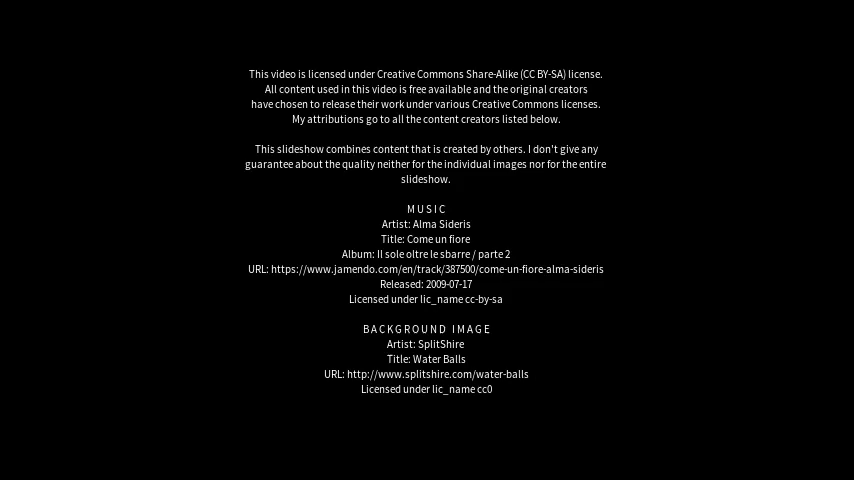 This video is licensed under Creative Commons Share-Alike (CC BY-SA) license.
All content used in this video is free available and the original creators
have chosen to release their work under various Creative Commons licenses.
My attributions go to all the content creators listed below.
This slideshow combines content that is created by others. I don't give any
guarantee about the quality neither for the individual images nor for the entire
slideshow.
MUSIC
Artist: Alma Sideris
Title: Come un fiore
Album: Il sole oltre le sbarre / parte 2
URL: https://www.jamendo.com/en/track/387500/come-un-fiore-alma-sideris
Released: 2009-07-17
Licensed under lic_name cc-by-sa
BACKGROUND IMAGE
Artist: SplitShire
Title: Water Balls
URL: http://www.splitshire.com/water-balls
Licensed under lic_name cc0